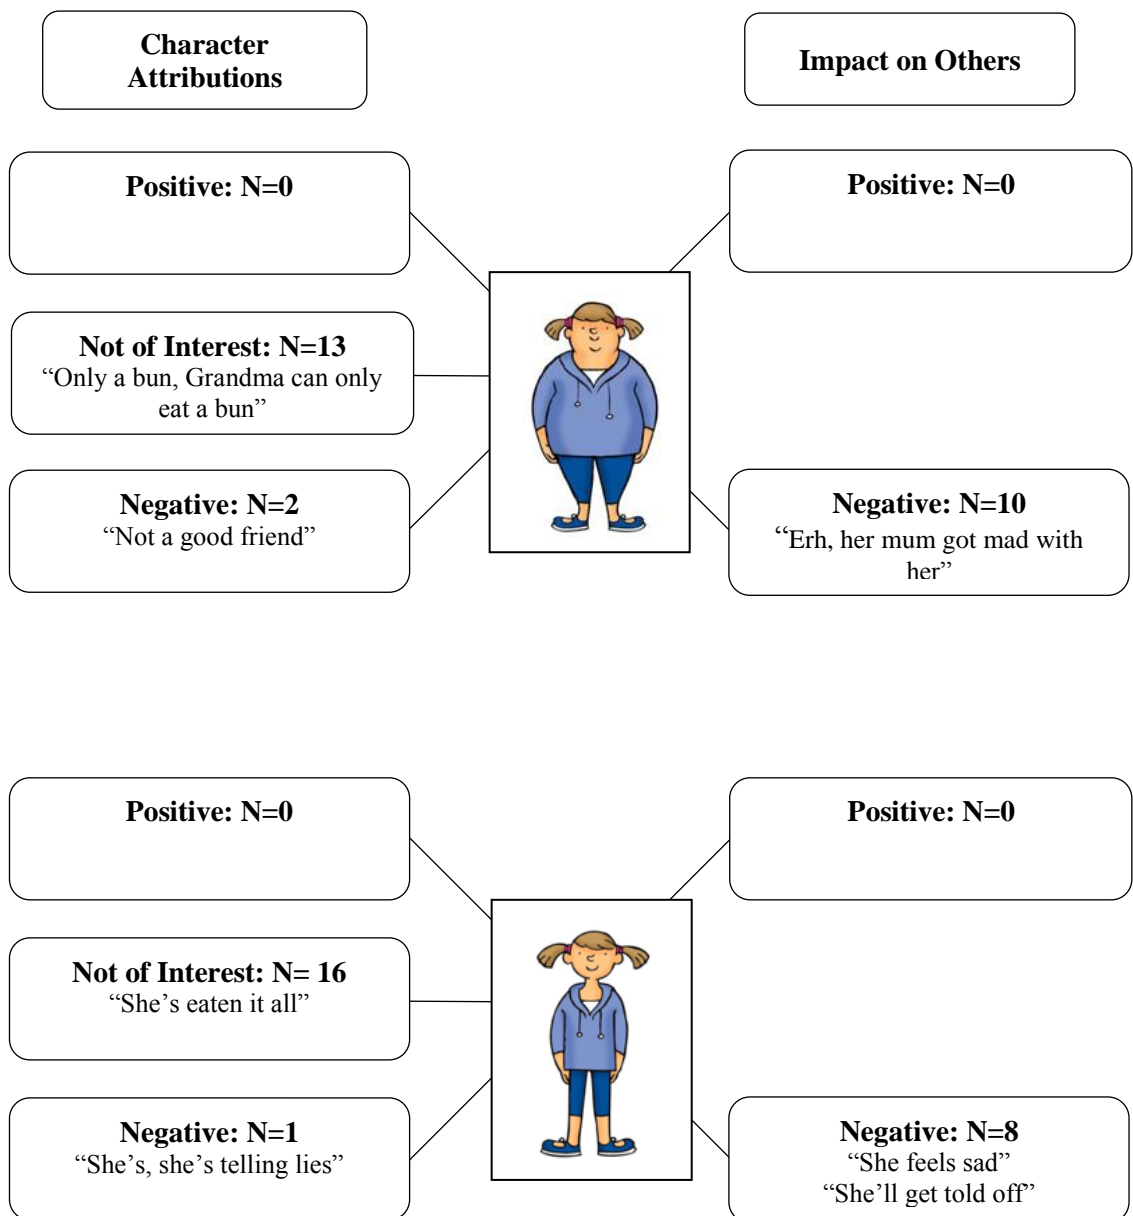 Character
Attributions
Impact on Others
Positive: N=0
Positive: N=0
Not of Interest: N=13
“Only a bun, Grandma can only
eat a bun”
Negative: N=2
“Not a good friend”
Negative: N=10
“Erh, her mum got mad with
her”
Positive: N=0
Positive: N=0
Not of Interest: N= 16
“She’s eaten it all”
Negative: N=1
“She’s, she’s telling lies”
Negative: N=8
“She feels sad”
“She’ll get told off”